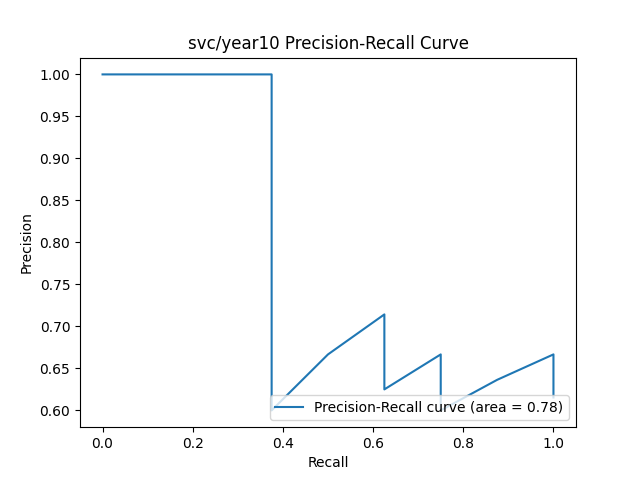 svc/year10 Precision-Recall Curve
1.00
0.95
0.90
0.85
0.80
0.75
0.70
0.65
0.60
Precision
Precision-Recall curve (area = 0.78)
0.0 0.2 0.4 0.6 0.8 1.0
Recall